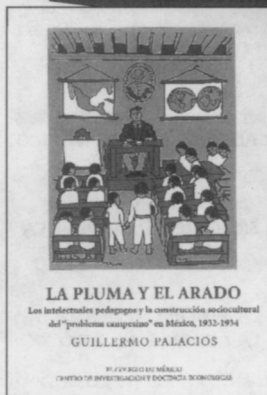 LA PLUMA Y EL ARADO
Los intelectuales pedagogos y la construcción sociocultural
del "problema campesino" en México, 1932-1934
GUILLERMO PALACIOS
EL COLEGIO DE MÉXICO
CENTRO DE INVESTIGACIÓN Y DOCENCIA ECONÓMICAS